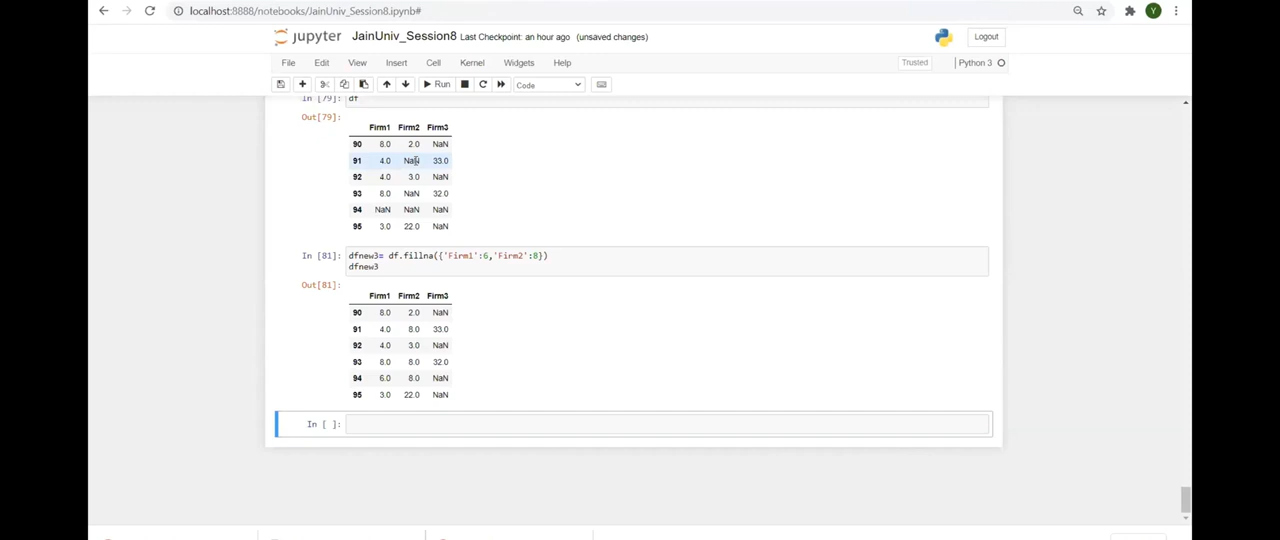 localhost:8888/notebooks/JainUniv_Session8.ipynb#
Y
jupyter JainUniv_Session8 Last Checkpoint: an hour ago (unsaved changes) Logout
File Edit View Insert Cell Kernel Widgets Help Trusted Python 3
Run Code
In [79]: df
Out[79]:
Firm1 Firm2 Firm3
90 8.0 2.0 NaN
91 4.0 NaN 33.0
92 4.0 3.0 NaN
93 8.0 NaN 32.0
94 NaN NaN NaN
95 3.0 22.0 NaN
In [81]: dfnew3= df.fillna({'Firm1':6,'Firm2':8})
dfnew3
Out[81]:
Firm1 Firm2 Firm3
90 8.0 2.0 NaN
91 4.0 8.0 33.0
92 4.0 3.0 NaN
93 8.0 8.0 32.0
94 6.0 8.0 NaN
95 3.0 22.0 NaN
In [ ]: